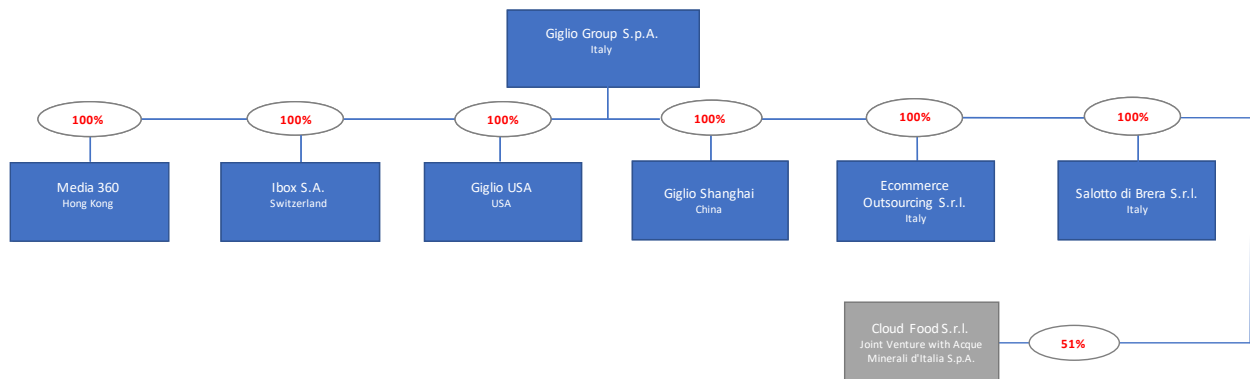 Giglio Group S.p.A.
Italy
100%
100%
100%
100%
100%
100%
Media 360
Hong Kong
Ibox S.A.
Switzerland
Giglio USA
USA
Giglio Shanghai
China
Ecommerce
Outsourcing S.r.l.
Italy
Salotto di Brera S.r.l.
Italy
Cloud Food S.r.l.
Joint Venture with Acque
Minerali d'Italia S.p.A.
51%